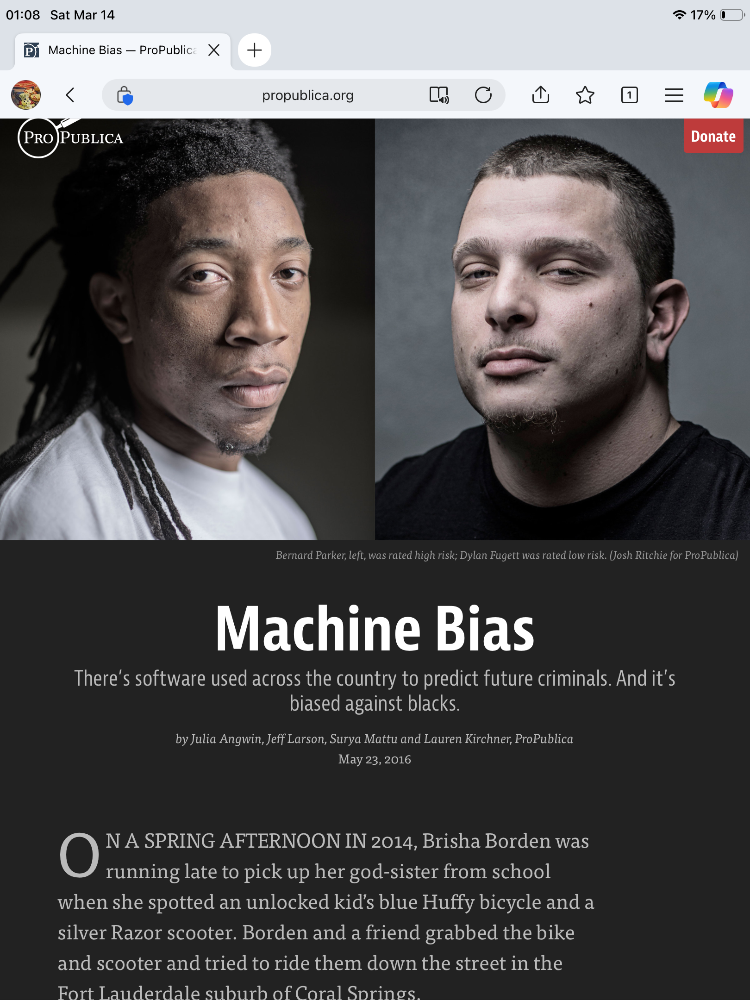 01:08 Sat Mar 14
17%
Machine Bias — ProPublica
propublica.org
1
PROPUBLICA
Donate
Bernard Parker, left, was rated high risk; Dylan Fugett was rated low risk. (Josh Ritchie for ProPublica)
Machine Bias
There’s software used across the country to predict future criminals. And it’s
biased against blacks.
by Julia Angwin, Jeff Larson, Surya Mattu and Lauren Kirchner, ProPublica
May 23, 2016
ON A SPRING AFTERNOON IN 2014, Brisha Borden was
running late to pick up her god-sister from school
when she spotted an unlocked kid’s blue Huffy bicycle and a
silver Razor scooter. Borden and a friend grabbed the bike
and scooter and tried to ride them down the street in the
Fort Lauderdale suburb of Coral Springs.